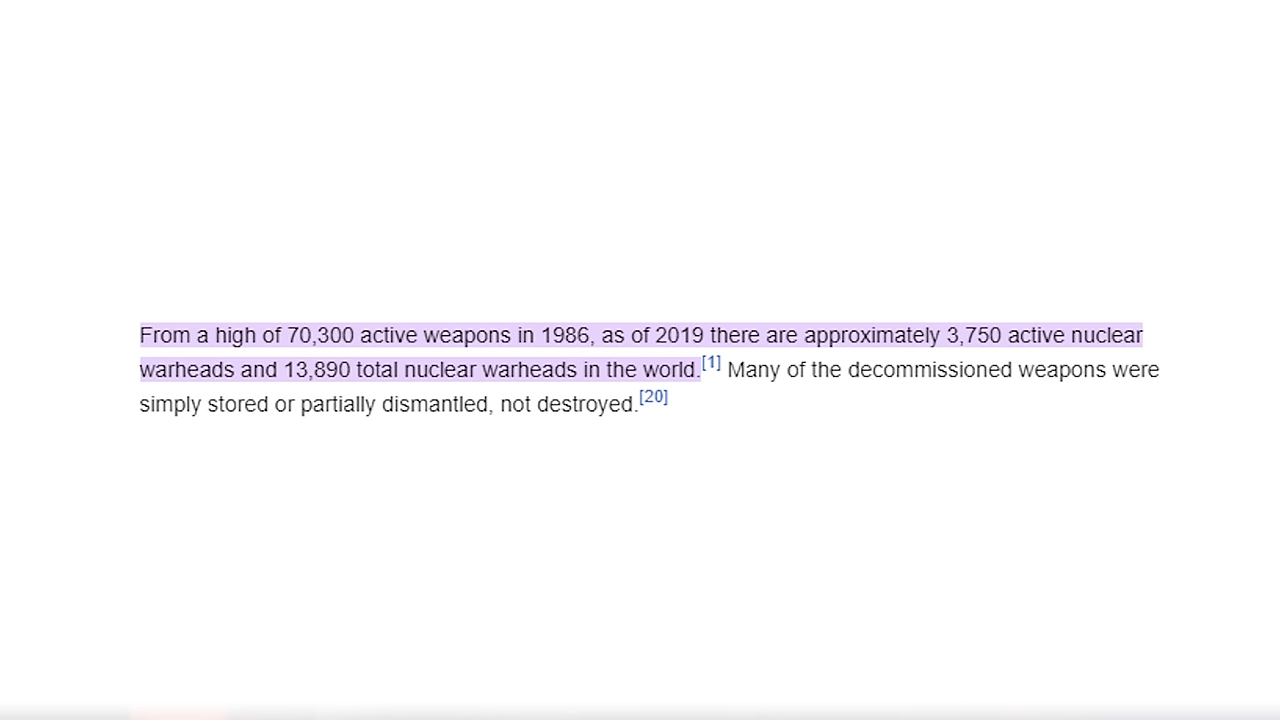 From a high of 70,300 active weapons in 1986, as of 2019 there are approximately 3,750 active nuclear
warheads and 13,890 total nuclear warheads in the world.[1] Many of the decommissioned weapons were
simply stored or partially dismantled, not destroyed.[20]